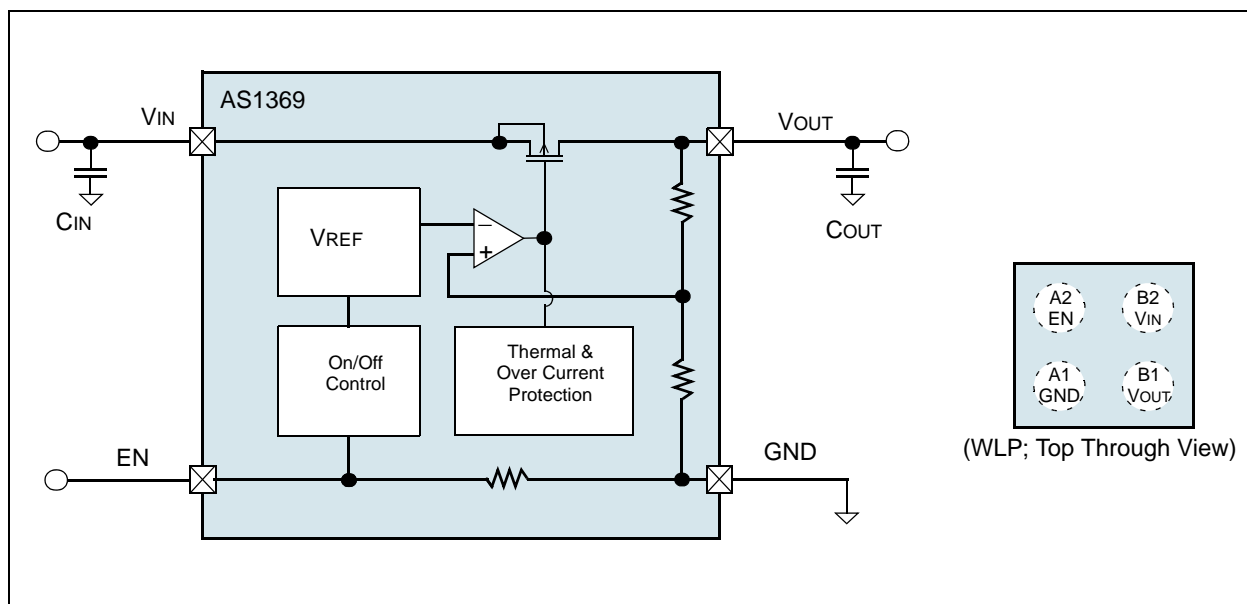 AS1369
VIN
VOUT
CIN
COUT
VREF
−
+
On/Off
Control
Thermal &
Over Current
Protection
EN
GND
A2
EN
B2
VIN
A1
GND
B1
VOUT
(WLP; Top Through View)